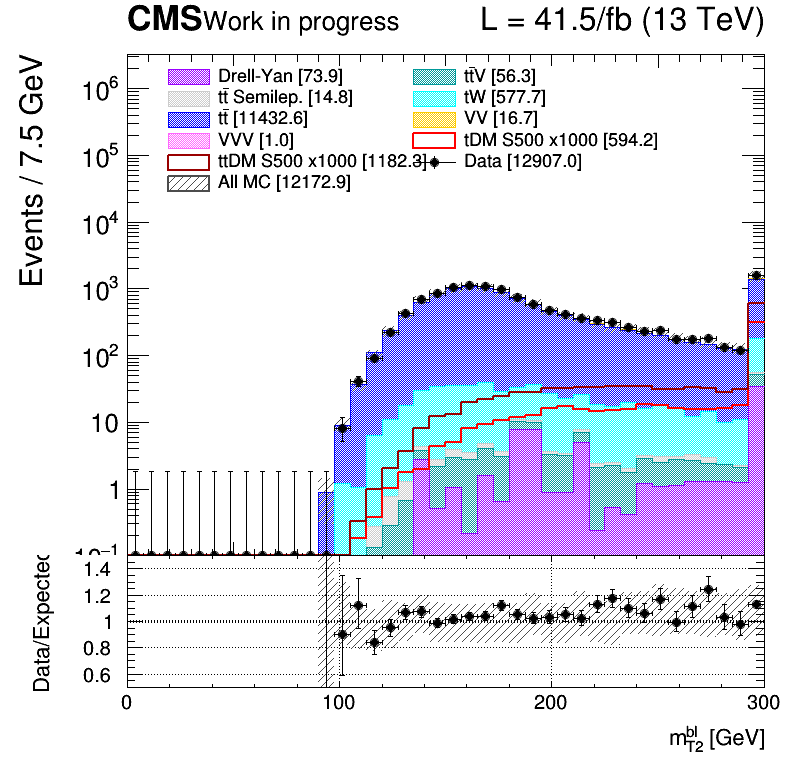 CMS Work in progress L = 41.5/fb (13 TeV)
Events / 7.5 GeV
Drell-Yan [73.9] tt̄V [56.3]
tt̄ Semilep. [14.8] tW [577.7]
tt̄ [11432.6] VV [16.7]
VVV [1.0] tDM S500 x1000 [594.2]
ttDM S500 x1000 [1182.3] Data [12907.0]
All MC [12172.9]
10⁶
10⁵
10⁴
10³
10²
10
1
10⁻¹
Data/Expected
1.4
1.2
1
0.8
0.6
0 100 200 300
m_T2^bl [GeV]